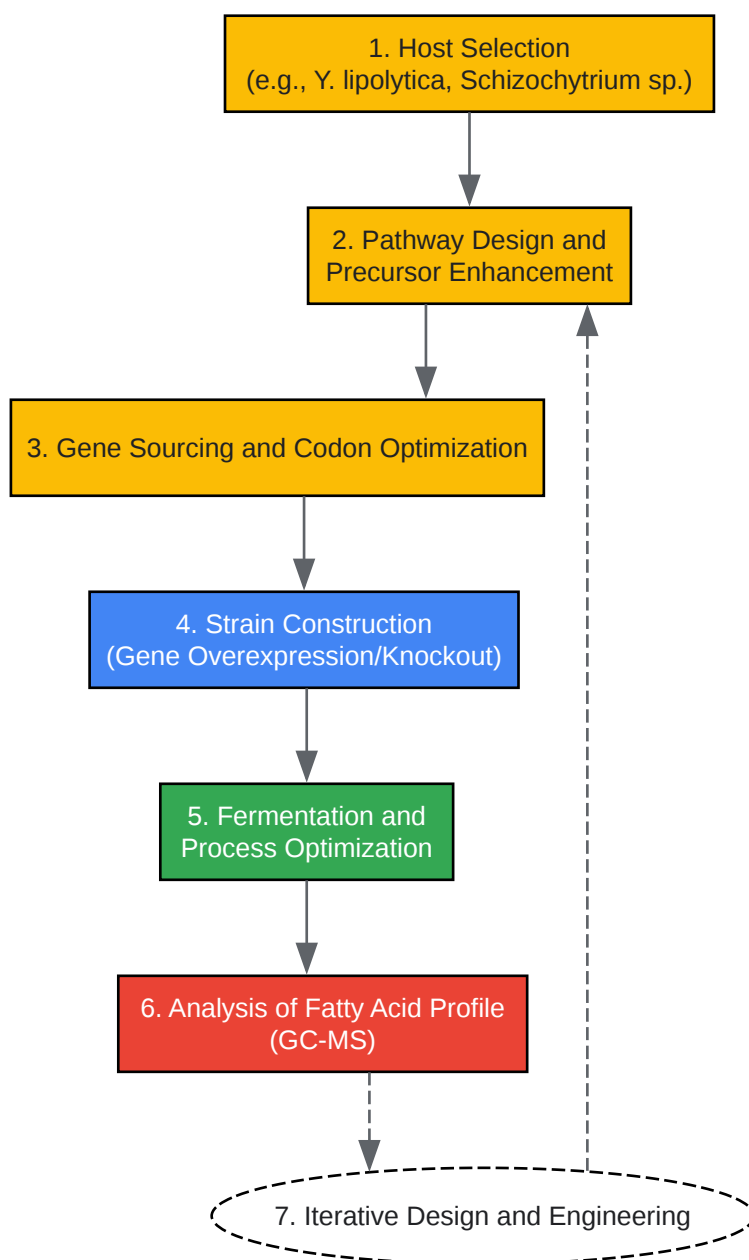 1. Host Selection
(e.g., Y. lipolytica, Schizochytrium sp.)
2. Pathway Design and
Precursor Enhancement
3. Gene Sourcing and Codon Optimization
4. Strain Construction
(Gene Overexpression/Knockout)
5. Fermentation and
Process Optimization
6. Analysis of Fatty Acid Profile
(GC-MS)
7. Iterative Design and Engineering